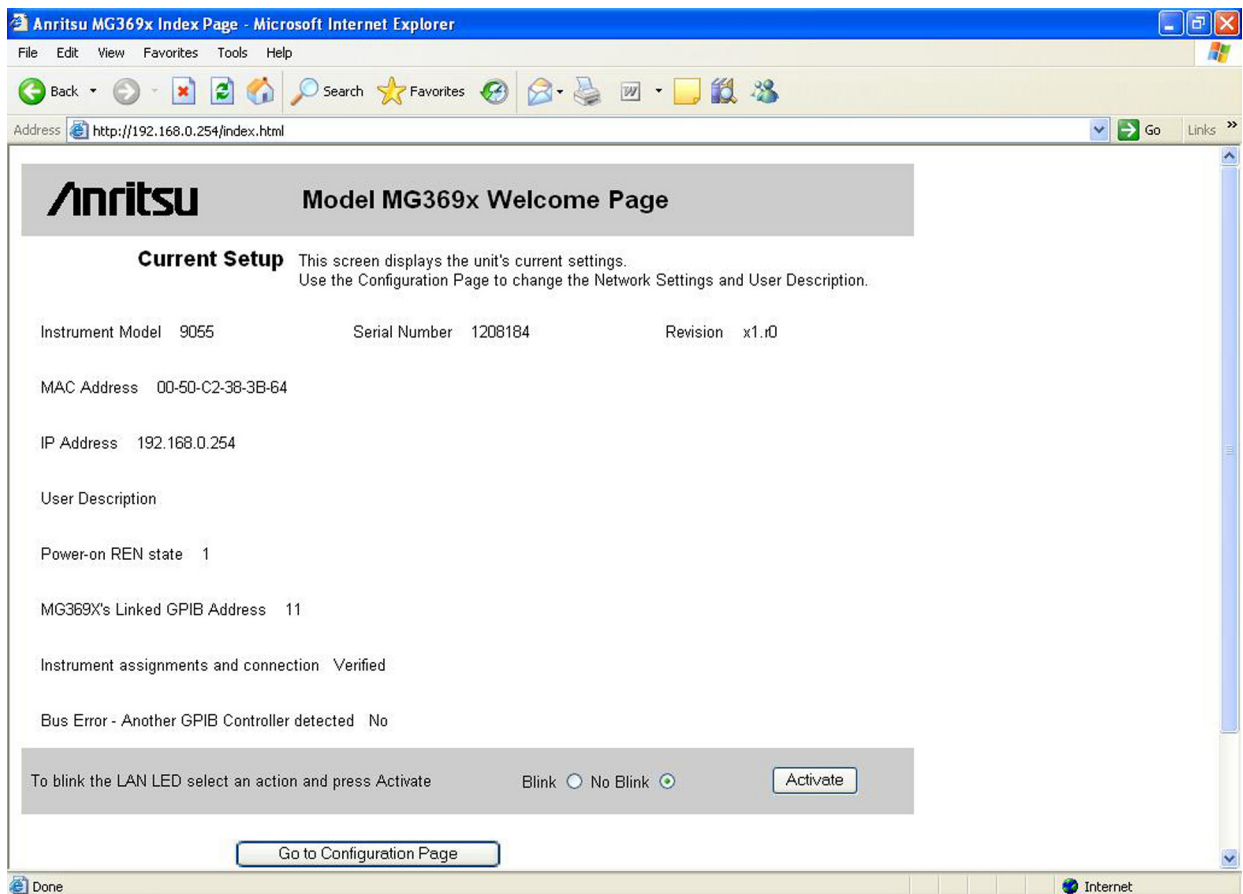 Anritsu MG369x Index Page - Microsoft Internet Explorer
File Edit View Favorites Tools Help
Back Search Favorites
Address http://192.168.0.254/index.html Go Links »
Anritsu Model MG369x Welcome Page
Current Setup This screen displays the unit's current settings.
Use the Configuration Page to change the Network Settings and User Description.
Instrument Model 9055 Serial Number 1208184 Revision x1.r0
MAC Address 00-50-C2-38-3B-64
IP Address 192.168.0.254
User Description
Power-on REN state 1
MG369X's Linked GPIB Address 11
Instrument assignments and connection Verified
Bus Error - Another GPIB Controller detected No
To blink the LAN LED select an action and press Activate Blink No Blink Activate
Go to Configuration Page
Done Internet